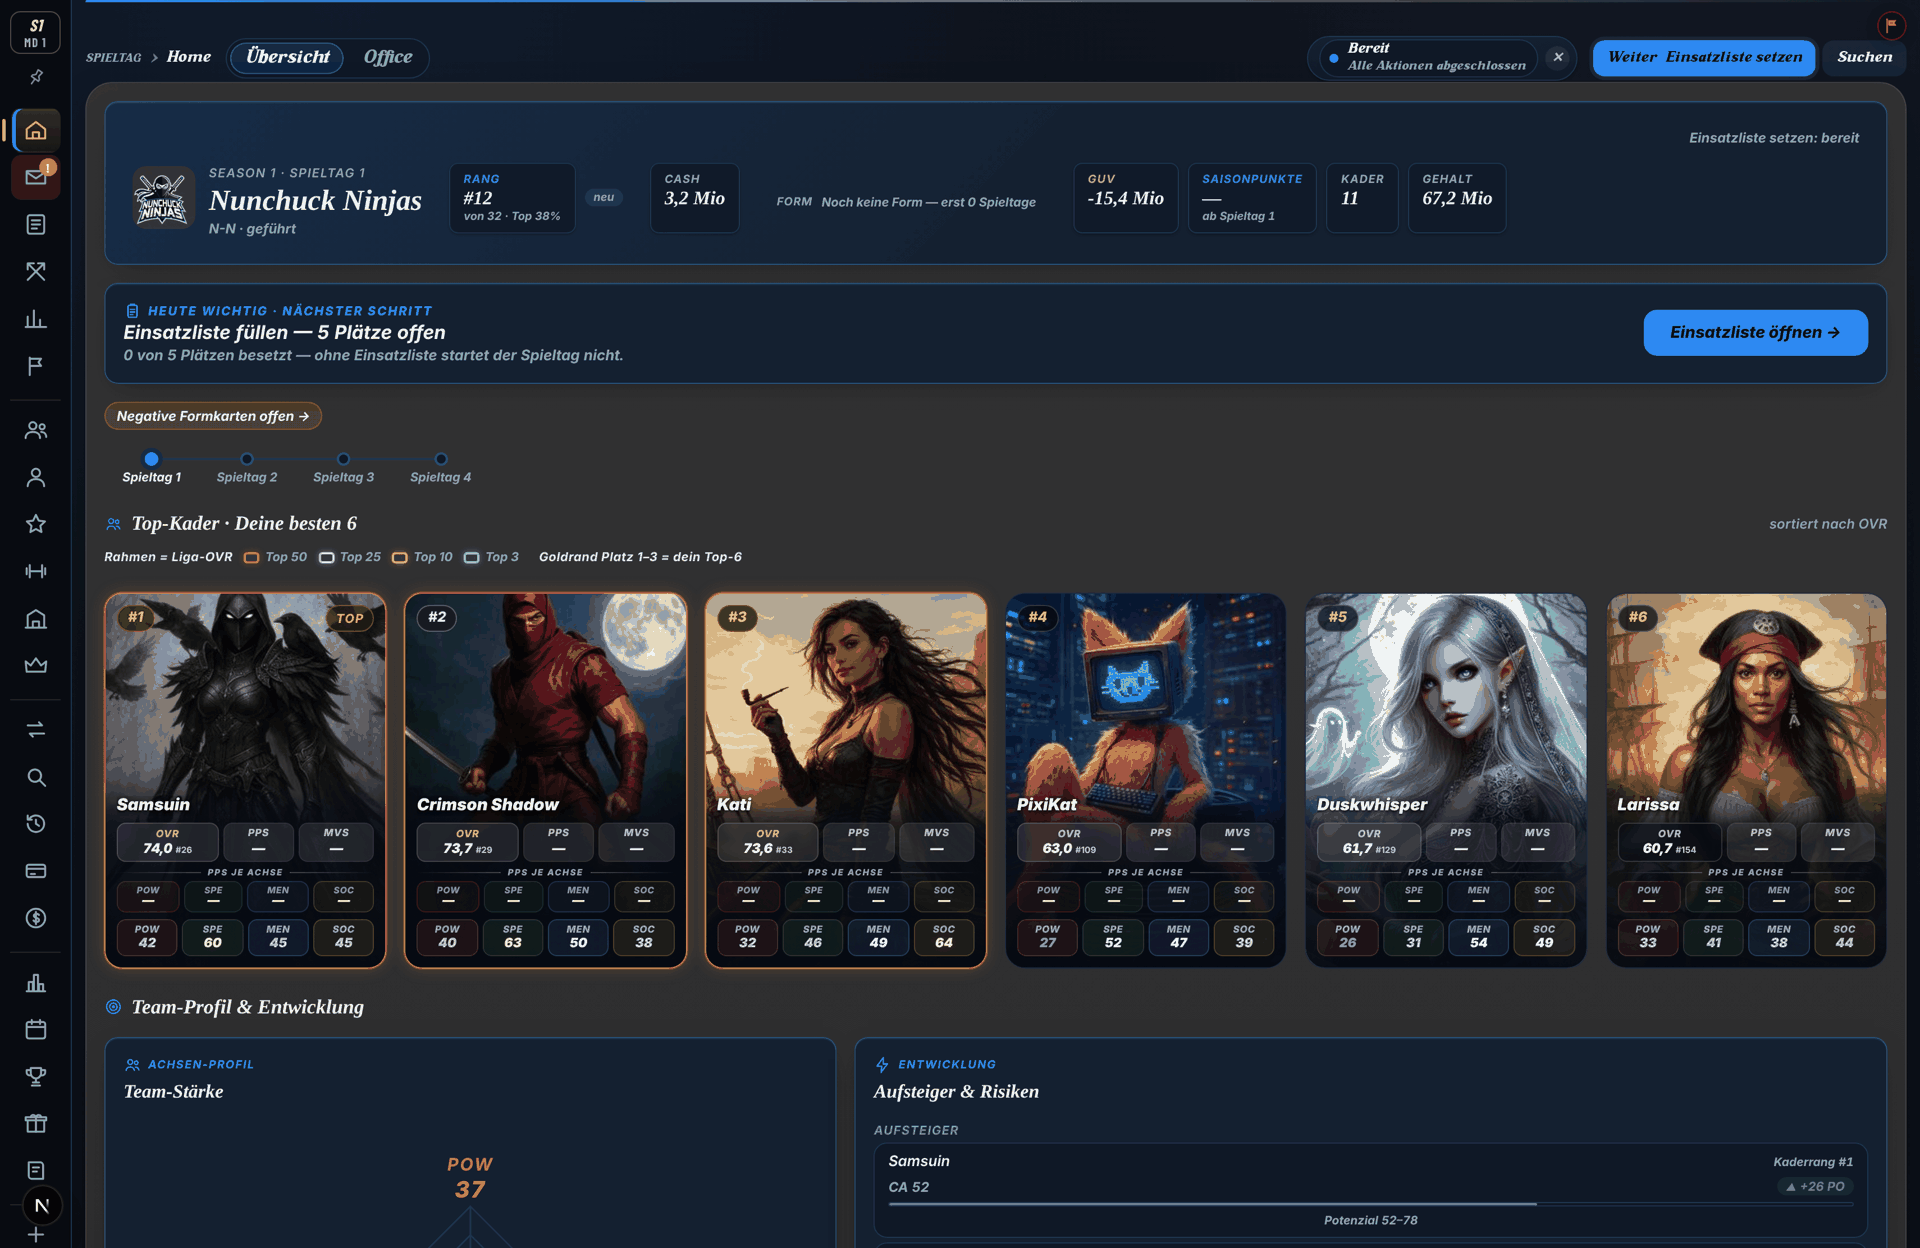 S1
MD 1
SPIELTAG › Home
Übersicht
Office
Bereit
Alle Aktionen abgeschlossen
×
Weiter Einsatzliste setzen
Suchen
1
Einsatzliste setzen: bereit
NUNCHUCK
NINJAS
SEASON 1 · SPIELTAG 1
Nunchuck Ninjas
N-N · geführt
RANG
#12
von 32 · Top 38%
neu
CASH
3,2 Mio
FORM Noch keine Form — erst 0 Spieltage
GUV
-15,4 Mio
SAISONPUNKTE
—
ab Spieltag 1
KADER
11
GEHALT
67,2 Mio
HEUTE WICHTIG · NÄCHSTER SCHRITT
Einsatzliste füllen — 5 Plätze offen
0 von 5 Plätzen besetzt — ohne Einsatzliste startet der Spieltag nicht.
Einsatzliste öffnen →
Negative Formkarten offen →
Spieltag 1 Spieltag 2 Spieltag 3 Spieltag 4
Top-Kader · Deine besten 6
sortiert nach OVR
Rahmen = Liga-OVR Top 50 Top 25 Top 10 Top 3 Goldrand Platz 1–3 = dein Top-6
#1 TOP
Samsuin
OVR PPS MVS
74,0 #26 — —
PPS JE ACHSE
POW SPE MEN SOC
— — — —
POW SPE MEN SOC
42 60 45 45
#2
Crimson Shadow
OVR PPS MVS
73,7 #29 — —
PPS JE ACHSE
POW SPE MEN SOC
— — — —
POW SPE MEN SOC
40 63 50 38
#3
Kati
OVR PPS MVS
73,6 #33 — —
PPS JE ACHSE
POW SPE MEN SOC
— — — —
POW SPE MEN SOC
32 46 49 64
#4
PixiKat
OVR PPS MVS
63,0 #109 — —
PPS JE ACHSE
POW SPE MEN SOC
— — — —
POW SPE MEN SOC
27 52 47 39
#5
Duskwhisper
OVR PPS MVS
61,7 #129 — —
PPS JE ACHSE
POW SPE MEN SOC
— — — —
POW SPE MEN SOC
26 31 54 49
#6
Larissa
OVR PPS MVS
60,7 #154 — —
PPS JE ACHSE
POW SPE MEN SOC
— — — —
POW SPE MEN SOC
33 41 38 44
Team-Profil & Entwicklung
ACHSEN-PROFIL
Team-Stärke
POW
37
ENTWICKLUNG
Aufsteiger & Risiken
AUFSTEIGER
Samsuin
Kaderrang #1
CA 52
▲ +26 PO
Potenzial 52–78
N